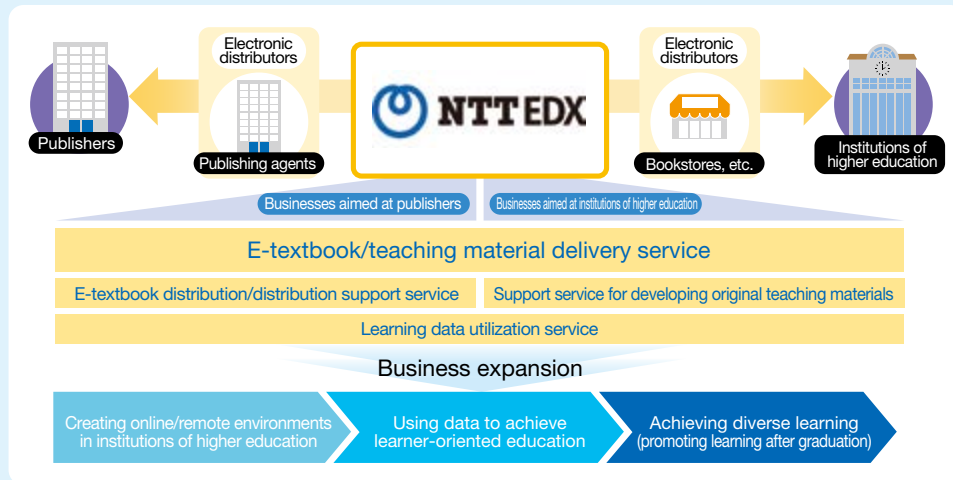 Electronic
distributors
Electronic
distributors
NTT EDX
Publishers
Publishing agents
Bookstores, etc.
Institutions of
higher education
Businesses aimed at publishers
Businesses aimed at institutions of higher education
E-textbook/teaching material delivery service
E-textbook distribution/distribution support service
Support service for developing original teaching materials
Learning data utilization service
Business expansion
Creating online/remote environments
in institutions of higher education
Using data to achieve
learner-oriented education
Achieving diverse learning
(promoting learning after graduation)